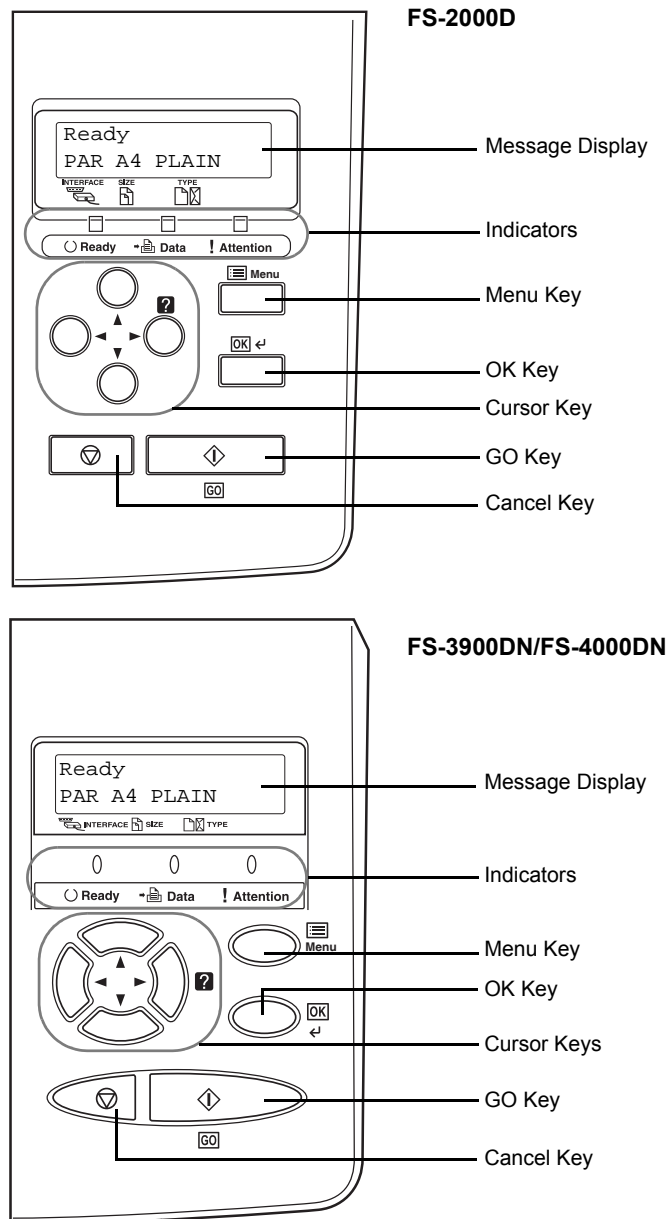 FS-2000D
Ready
PAR A4 PLAIN
Message Display
INTERFACE SIZE TYPE
Indicators
Ready Data ! Attention
Menu
Menu Key
?
OK
OK Key
Cursor Key
GO Key
GO
Cancel Key
FS-3900DN/FS-4000DN
Ready
PAR A4 PLAIN
Message Display
INTERFACE SIZE TYPE
Indicators
Ready Data ! Attention
Menu
Menu Key
?
OK
OK Key
Cursor Keys
GO Key
GO
Cancel Key